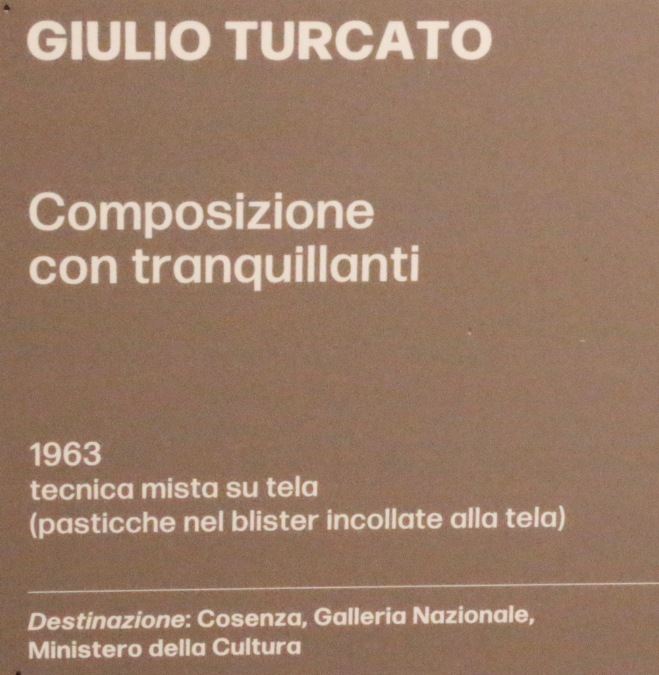 GIULIO TURCATO
Composizione
con tranquillanti
1963
tecnica mista su tela
(pasticche nel blister incollate alla tela)
Destinazione: Cosenza, Galleria Nazionale,
Ministero della Cultura